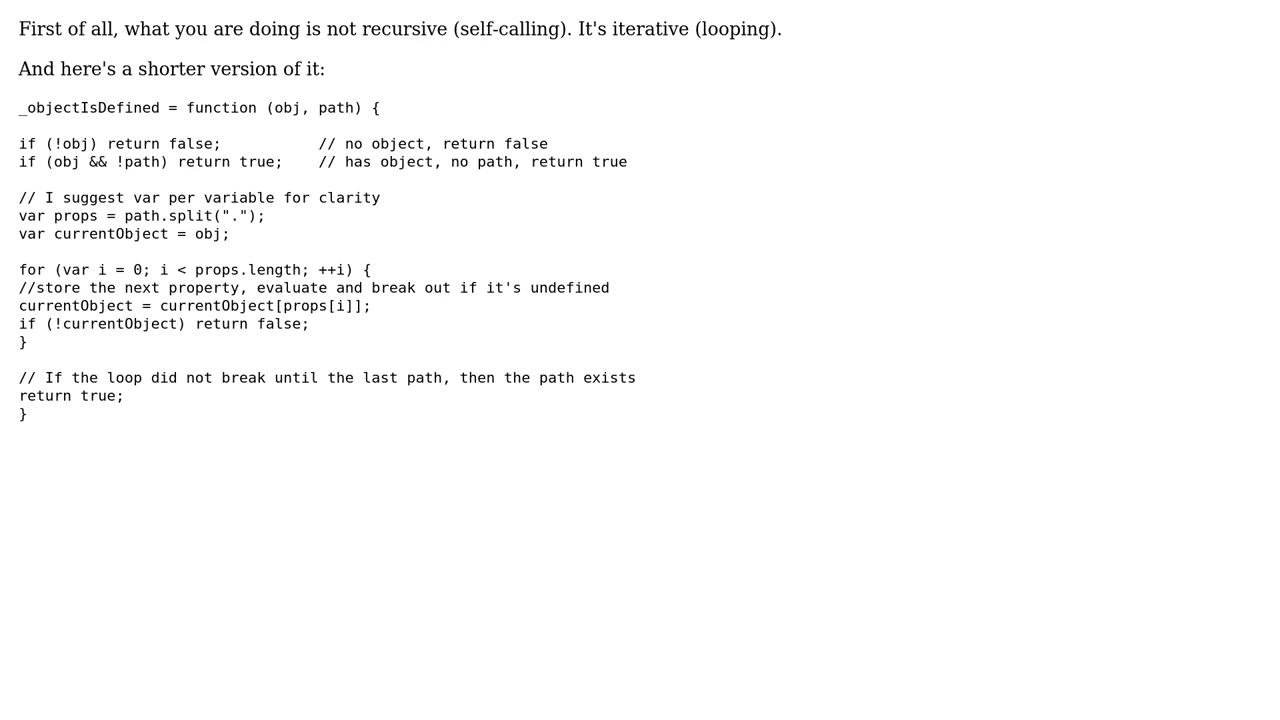 First of all, what you are doing is not recursive (self-calling). It's iterative (looping).
And here's a shorter version of it:
_objectIsDefined = function (obj, path) {
if (!obj) return false;           // no object, return false
if (obj && !path) return true;    // has object, no path, return true
// I suggest var per variable for clarity
var props = path.split(".");
var currentObject = obj;
for (var i = 0; i < props.length; ++i) {
//store the next property, evaluate and break out if it's undefined
currentObject = currentObject[props[i]];
if (!currentObject) return false;
}
// If the loop did not break until the last path, then the path exists
return true;
}